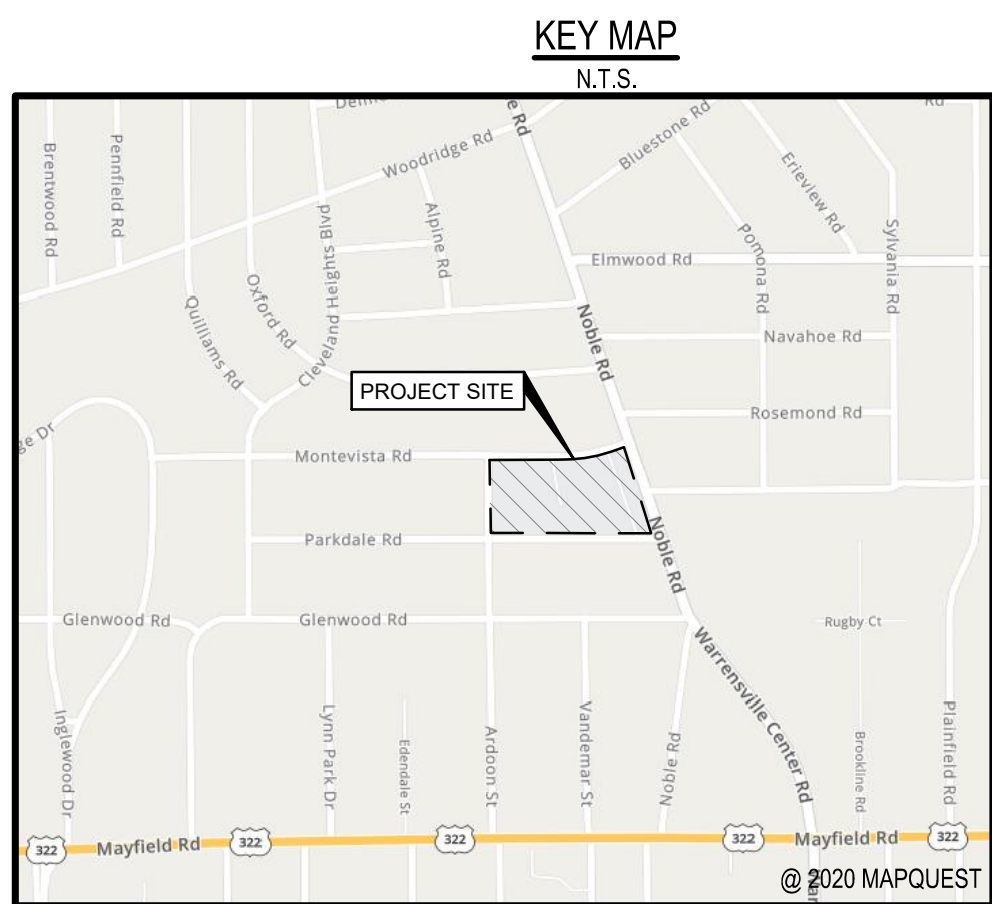 KEY MAP
N.T.S.
Rd
Woodridge Rd
Bluestone Rd
Erieview Rd
Brentwood Rd
Pennfield Rd
Alpine Rd
Cleveland Heights Blvd
Pomona Rd
Sylvania Rd
Elmwood Rd
Oxford Rd
Quilliams Rd
Noble Rd
Navahoe Rd
PROJECT SITE
Rosemond Rd
ge Dr
Montevista Rd
Parkdale Rd
Noble Rd
Glenwood Rd
Glenwood Rd
Rugby Ct
Warrensville Center Rd
Inglewood Dr
Lynn Park Dr
Edendale St
Ardoon St
Vandemar St
Noble Rd
Brookline Rd
Plainfield Rd
322
Mayfield Rd
322
322
322
Mayfield Rd
322
@ 2020 MAPQUEST